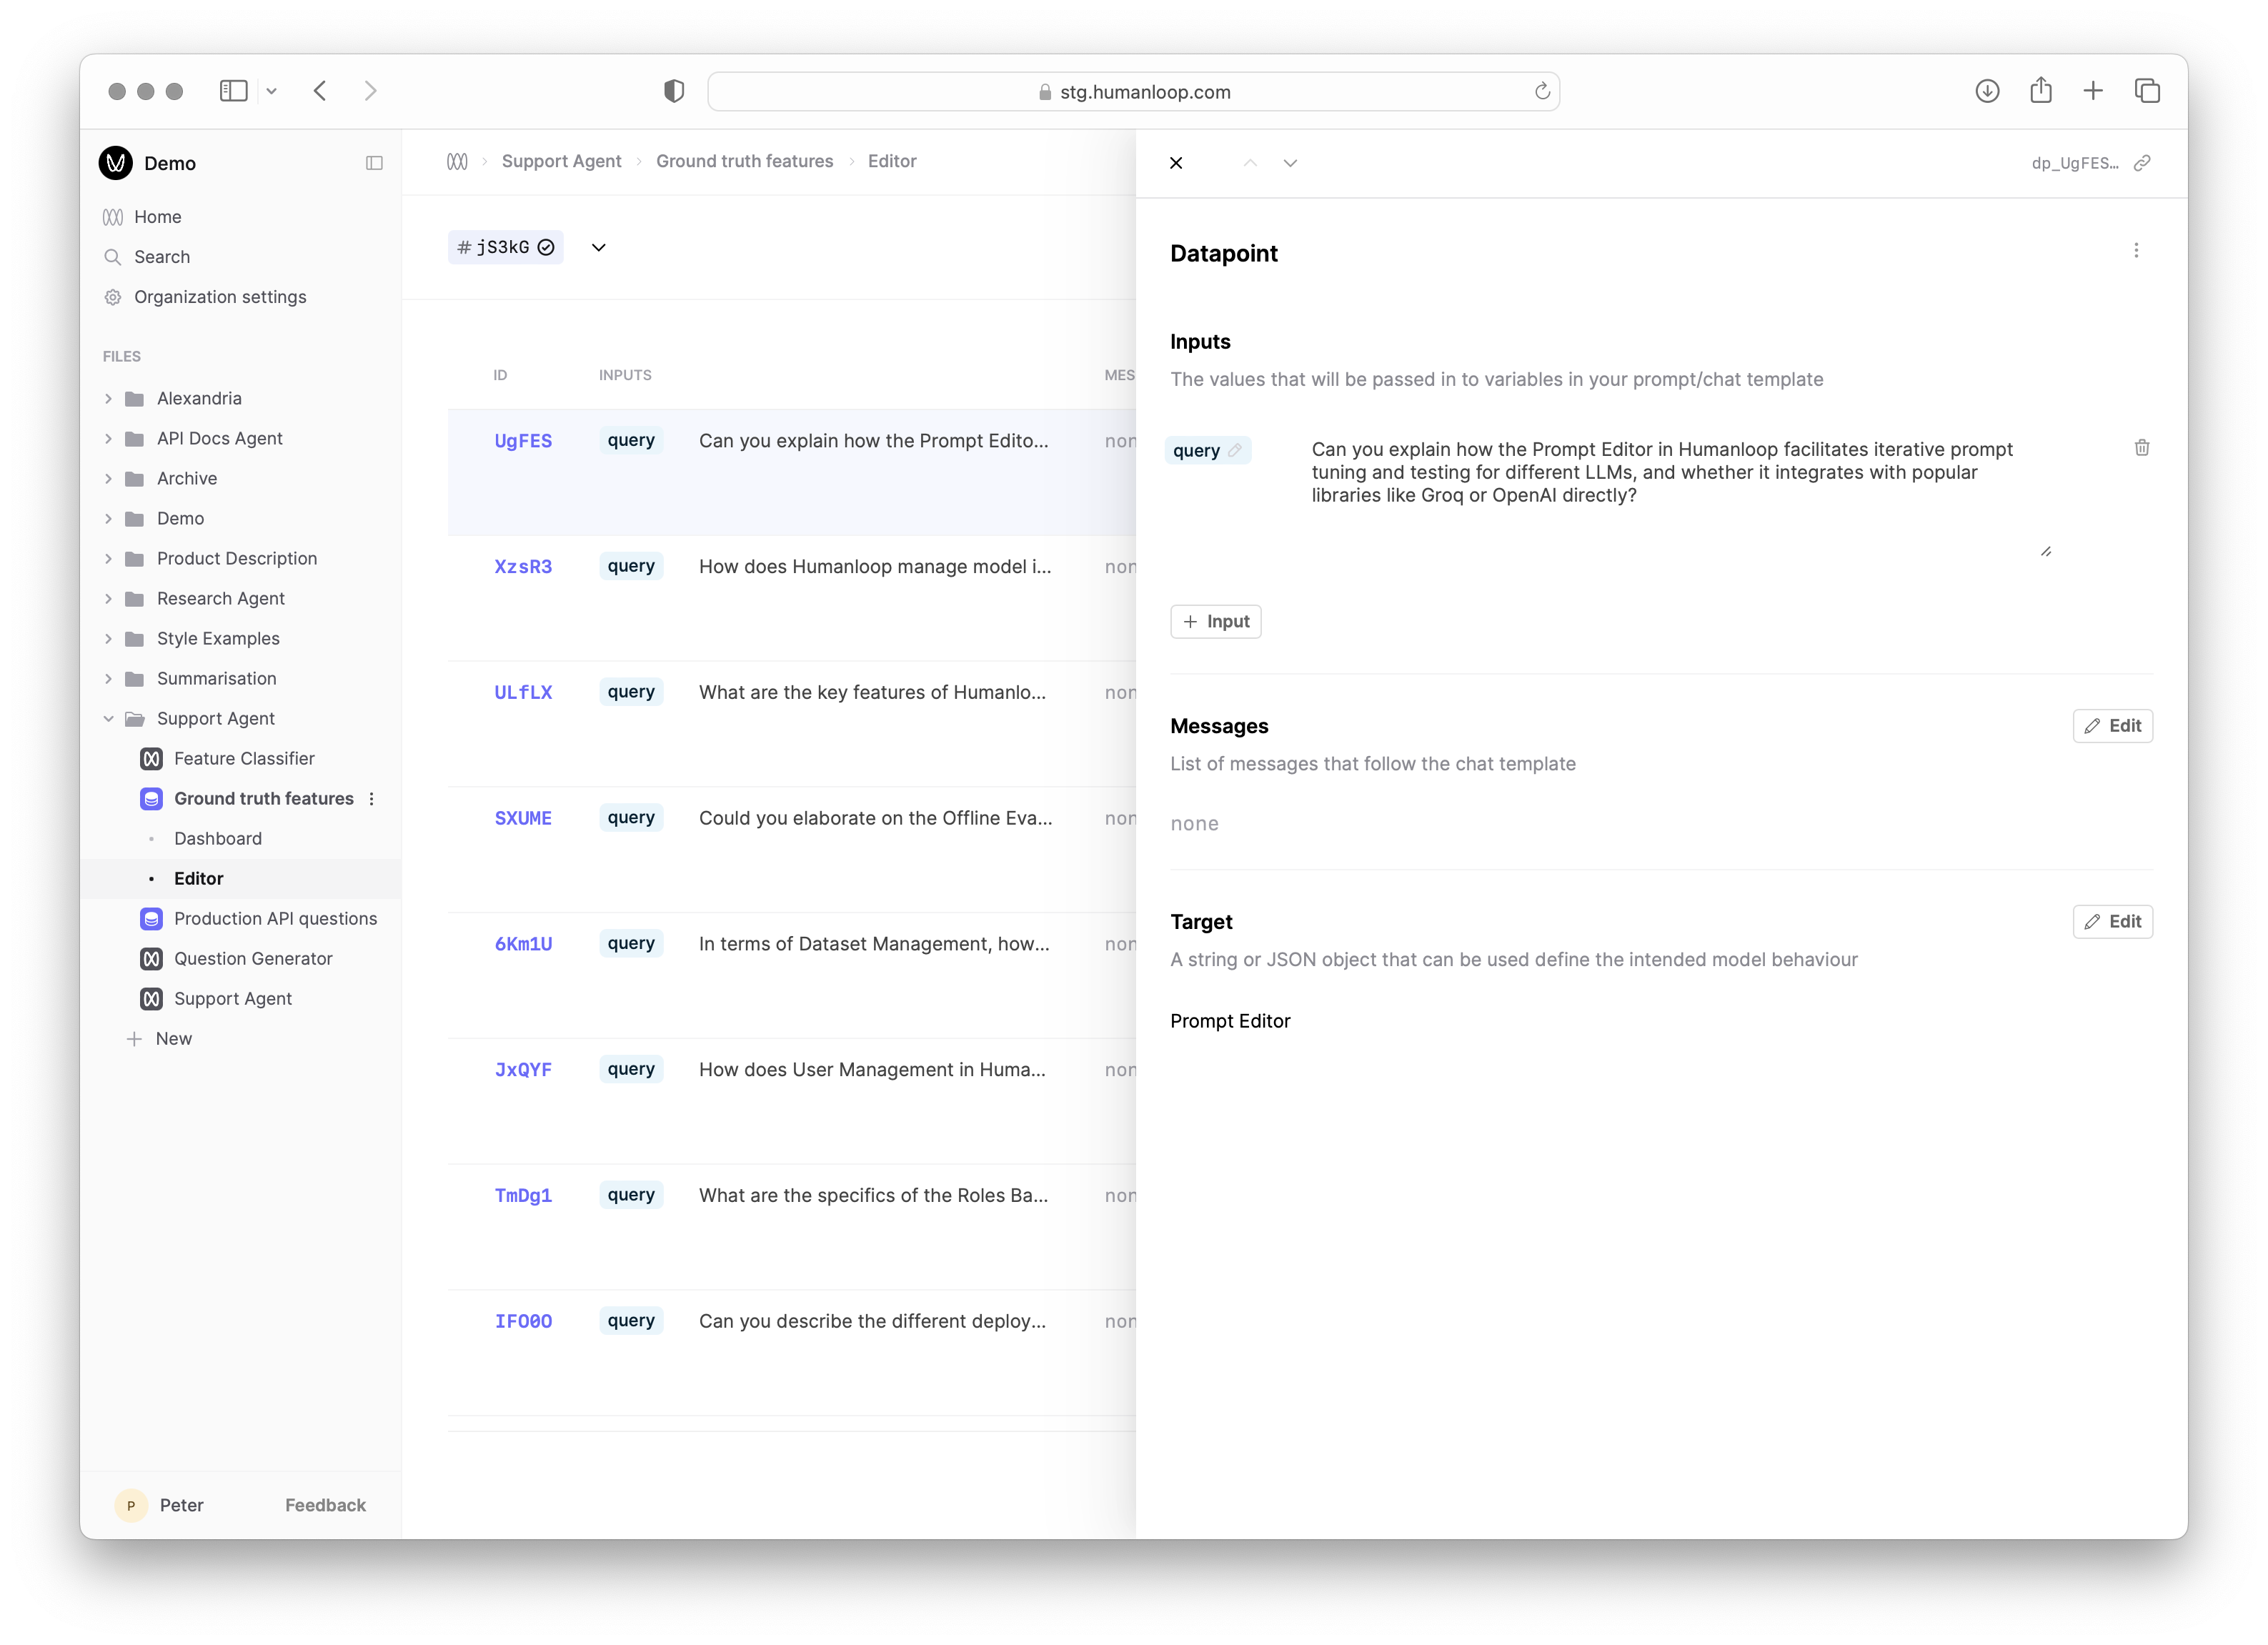 stg.humanloop.com
Demo
Home
Search
Organization settings
FILES
Alexandria
API Docs Agent
Archive
Demo
Product Description
Research Agent
Style Examples
Summarisation
Support Agent
Feature Classifier
Ground truth features
Dashboard
Editor
Production API questions
Question Generator
Support Agent
New
P Peter Feedback
Support Agent Ground truth features Editor
# jS3kG
ID INPUTS MES
UgFES query Can you explain how the Prompt Edito... non
XzsR3 query How does Humanloop manage model i... non
ULfLX query What are the key features of Humanlo... non
SXUME query Could you elaborate on the Offline Eva... non
6Km1U query In terms of Dataset Management, how... non
JxQYF query How does User Management in Huma... non
TmDg1 query What are the specifics of the Roles Ba... non
IFO0O query Can you describe the different deploy... non
dp_UgFES…
Datapoint
Inputs
The values that will be passed in to variables in your prompt/chat template
query
Can you explain how the Prompt Editor in Humanloop facilitates iterative prompt
tuning and testing for different LLMs, and whether it integrates with popular
libraries like Groq or OpenAI directly?
Input
Messages
Edit
List of messages that follow the chat template
none
Target
Edit
A string or JSON object that can be used define the intended model behaviour
Prompt Editor